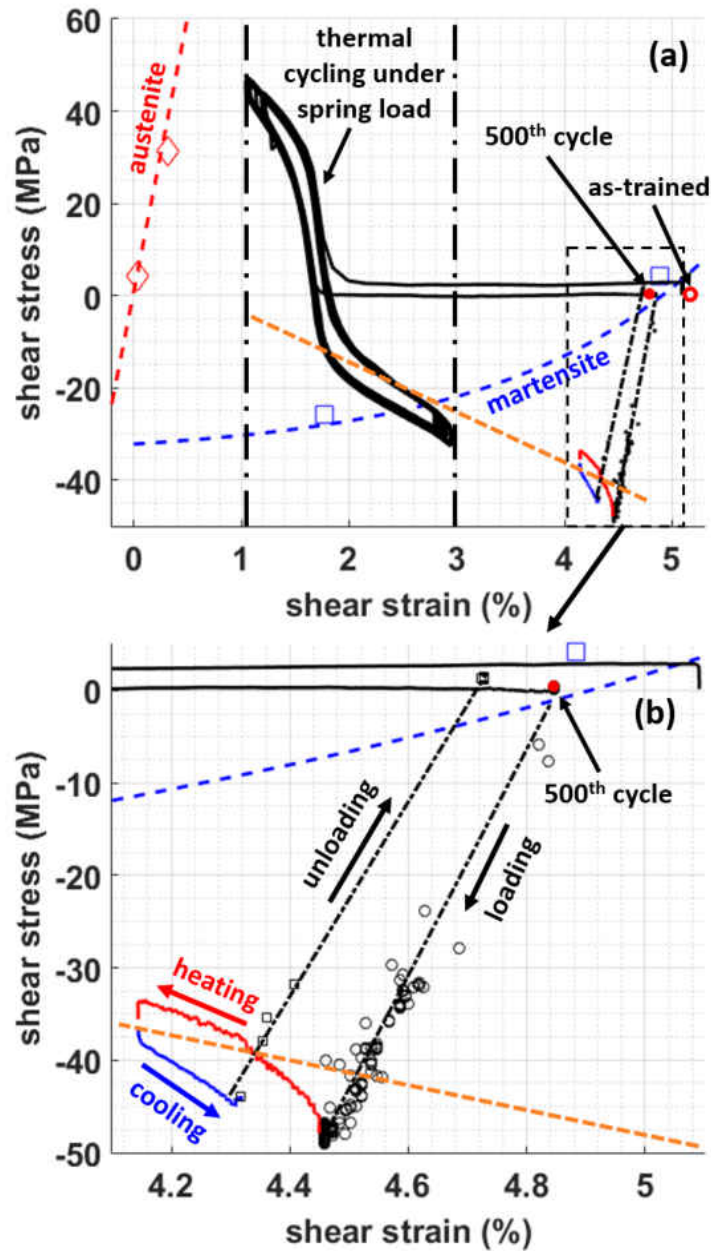 60
40
20
0
-20
-40
shear stress (MPa)
austenite
thermal
cycling under
spring load
(a)
500th cycle
as-trained
martensite
0
1
2
3
4
5
shear strain (%)
0
-10
-20
-30
-40
-50
shear stress (MPa)
(b)
500th cycle
unloading
loading
heating
cooling
4.2
4.4
4.6
4.8
5
shear strain (%)